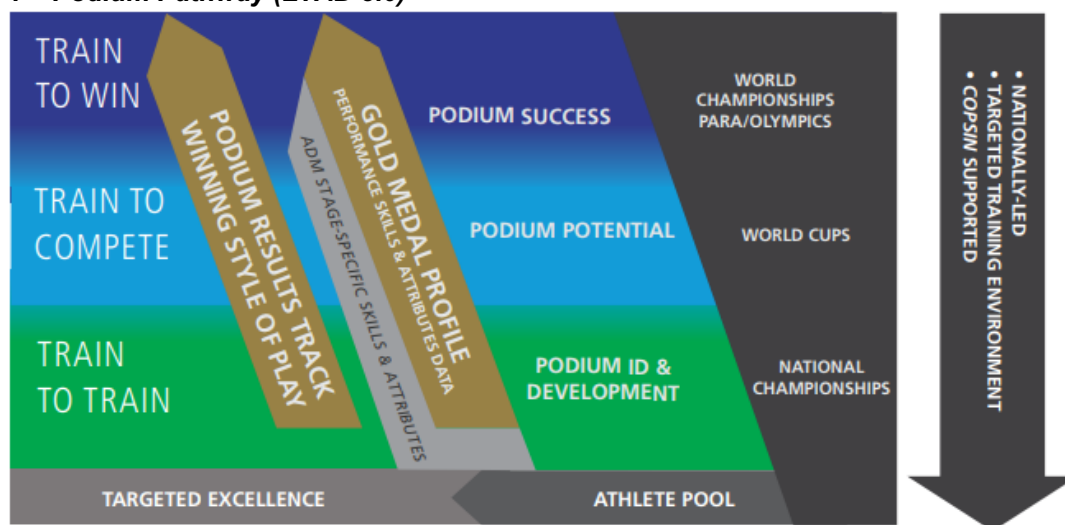 Podium Pathway
TRAIN
TO WIN
TRAIN TO
COMPETE
TRAIN
TO TRAIN
PODIUM RESULTS TRACK
WINNING STYLE OF PLAY
ADM STAGE-SPECIFIC SKILLS & ATTRIBUTES
GOLD MEDAL PROFILE
PERFORMANCE SKILLS & ATTRIBUTES DATA
PODIUM SUCCESS
PODIUM POTENTIAL
PODIUM ID &
DEVELOPMENT
WORLD
CHAMPIONSHIPS
PARA/OLYMPICS
WORLD CUPS
NATIONAL
CHAMPIONSHIPS
TARGETED EXCELLENCE
ATHLETE POOL
• NATIONALLY-LED
• TARGETED TRAINING ENVIRONMENT
• COPSIN SUPPORTED